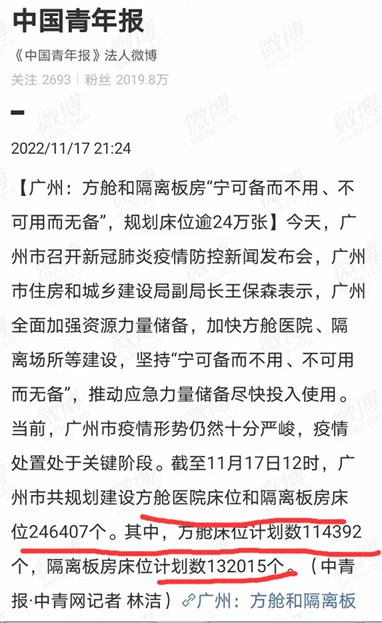 中国青年报
《中国青年报》法人微博
关注 2693 | 粉丝 2019.8万
2022/11/17 21:24
【广州：方舱和隔离板房“宁可备而不用、不
可用而无备”，规划床位逾24万张】今天，广
州市召开新冠肺炎疫情防控新闻发布会，广州
市住房和城乡建设局副局长王保森表示，广州
全面加强资源力量储备，加快方舱医院、隔
离场所等建设，坚持“宁可备而不用、不可用
而无备”，推动应急力量储备尽快投入使用。
当前，广州市疫情形势仍然十分严峻，疫情
处置处于关键阶段。截至11月17日12时，广
州市共规划建设方舱医院床位和隔离板房床
位246407个。其中，方舱床位计划数114392
个，隔离板房床位计划数132015个。（中青
报·中青网记者 林洁）广州：方舱和隔离板